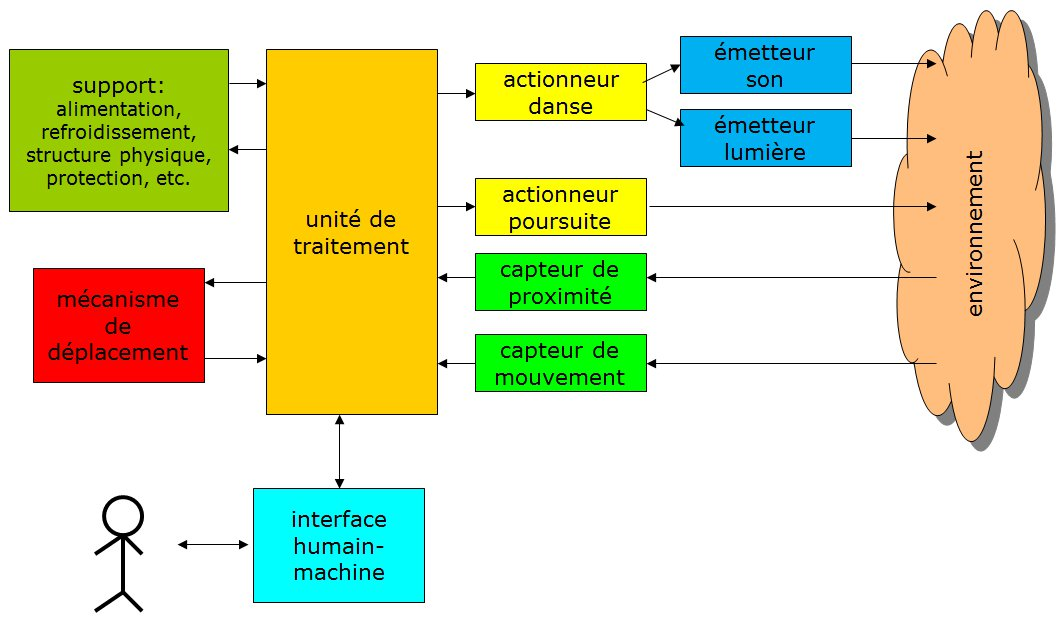 support:
alimentation,
refroidissement,
structure physique,
protection, etc.
unité de
traitement
actionneur
danse
émetteur
son
émetteur
lumière
actionneur
poursuite
capteur de
proximité
capteur de
mouvement
environnement
mécanisme
de
déplacement
interface
humain-
machine